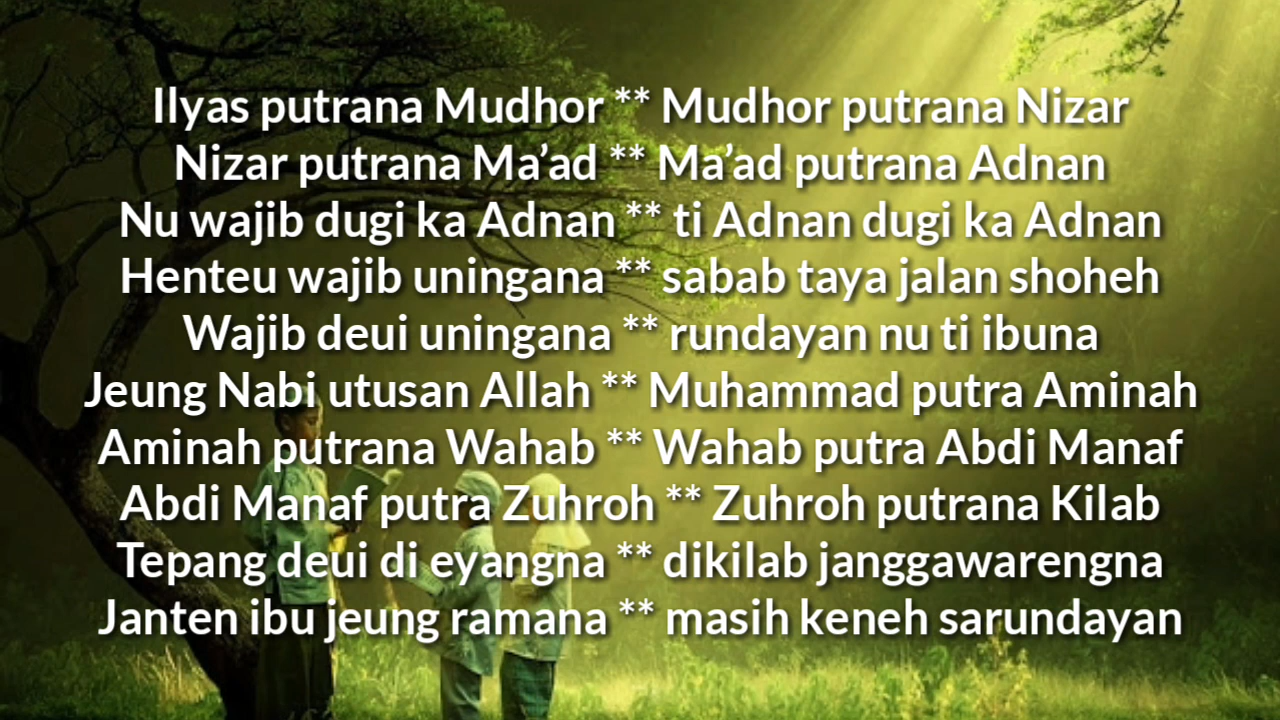 Ilyas putrana Mudhor ** Mudhor putrana Nizar
Nizar putrana Ma’ad ** Ma’ad putrana Adnan
Nu wajib dugi ka Adnan ** ti Adnan dugi ka Adnan
Henteu wajib uningana ** sabab taya jalan shoheh
Wajib deui uningana ** rundayan nu ti ibuna
Jeung Nabi utusan Allah ** Muhammad putra Aminah
Aminah putrana Wahab ** Wahab putra Abdi Manaf
Abdi Manaf putra Zuhroh ** Zuhroh putrana Kilab
Tepang deui di eyangna ** dikilab janggawarengna
Janten ibu jeung ramana ** masih keneh sarundayan